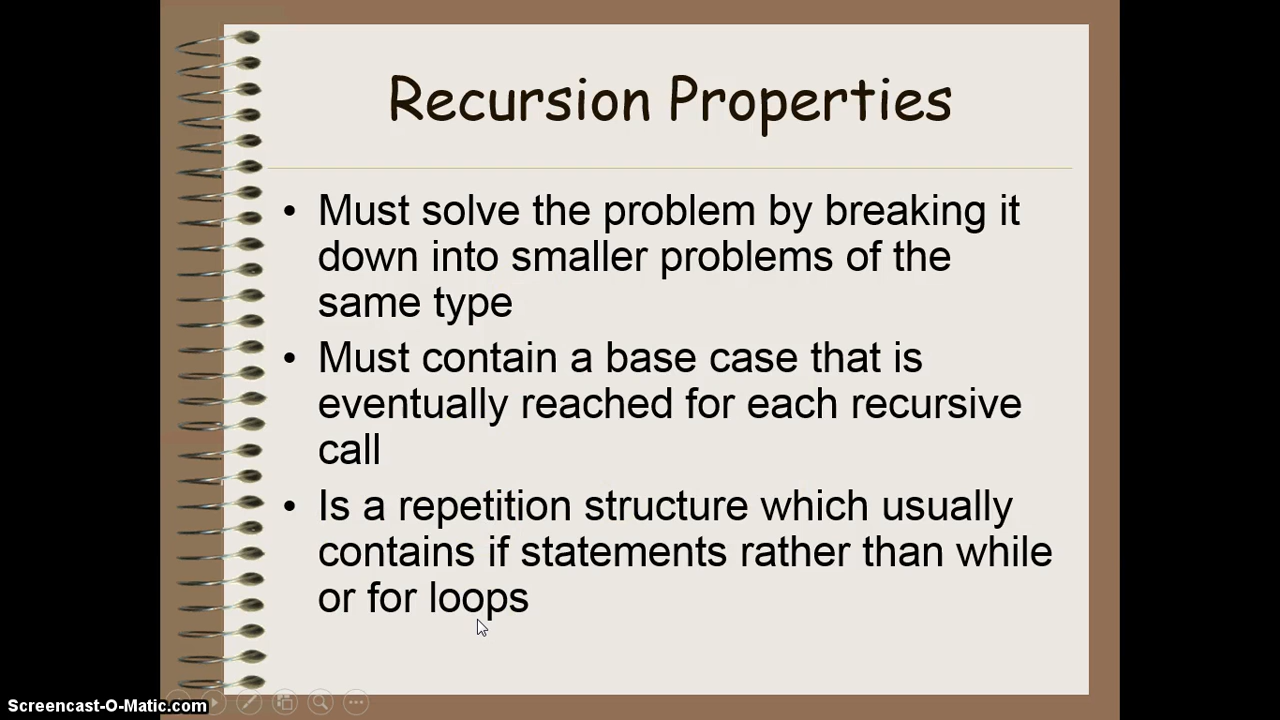 Recursion Properties
• Must solve the problem by breaking it
down into smaller problems of the
same type
• Must contain a base case that is
eventually reached for each recursive
call
• Is a repetition structure which usually
contains if statements rather than while
or for loops
Screencast-O-Matic.com